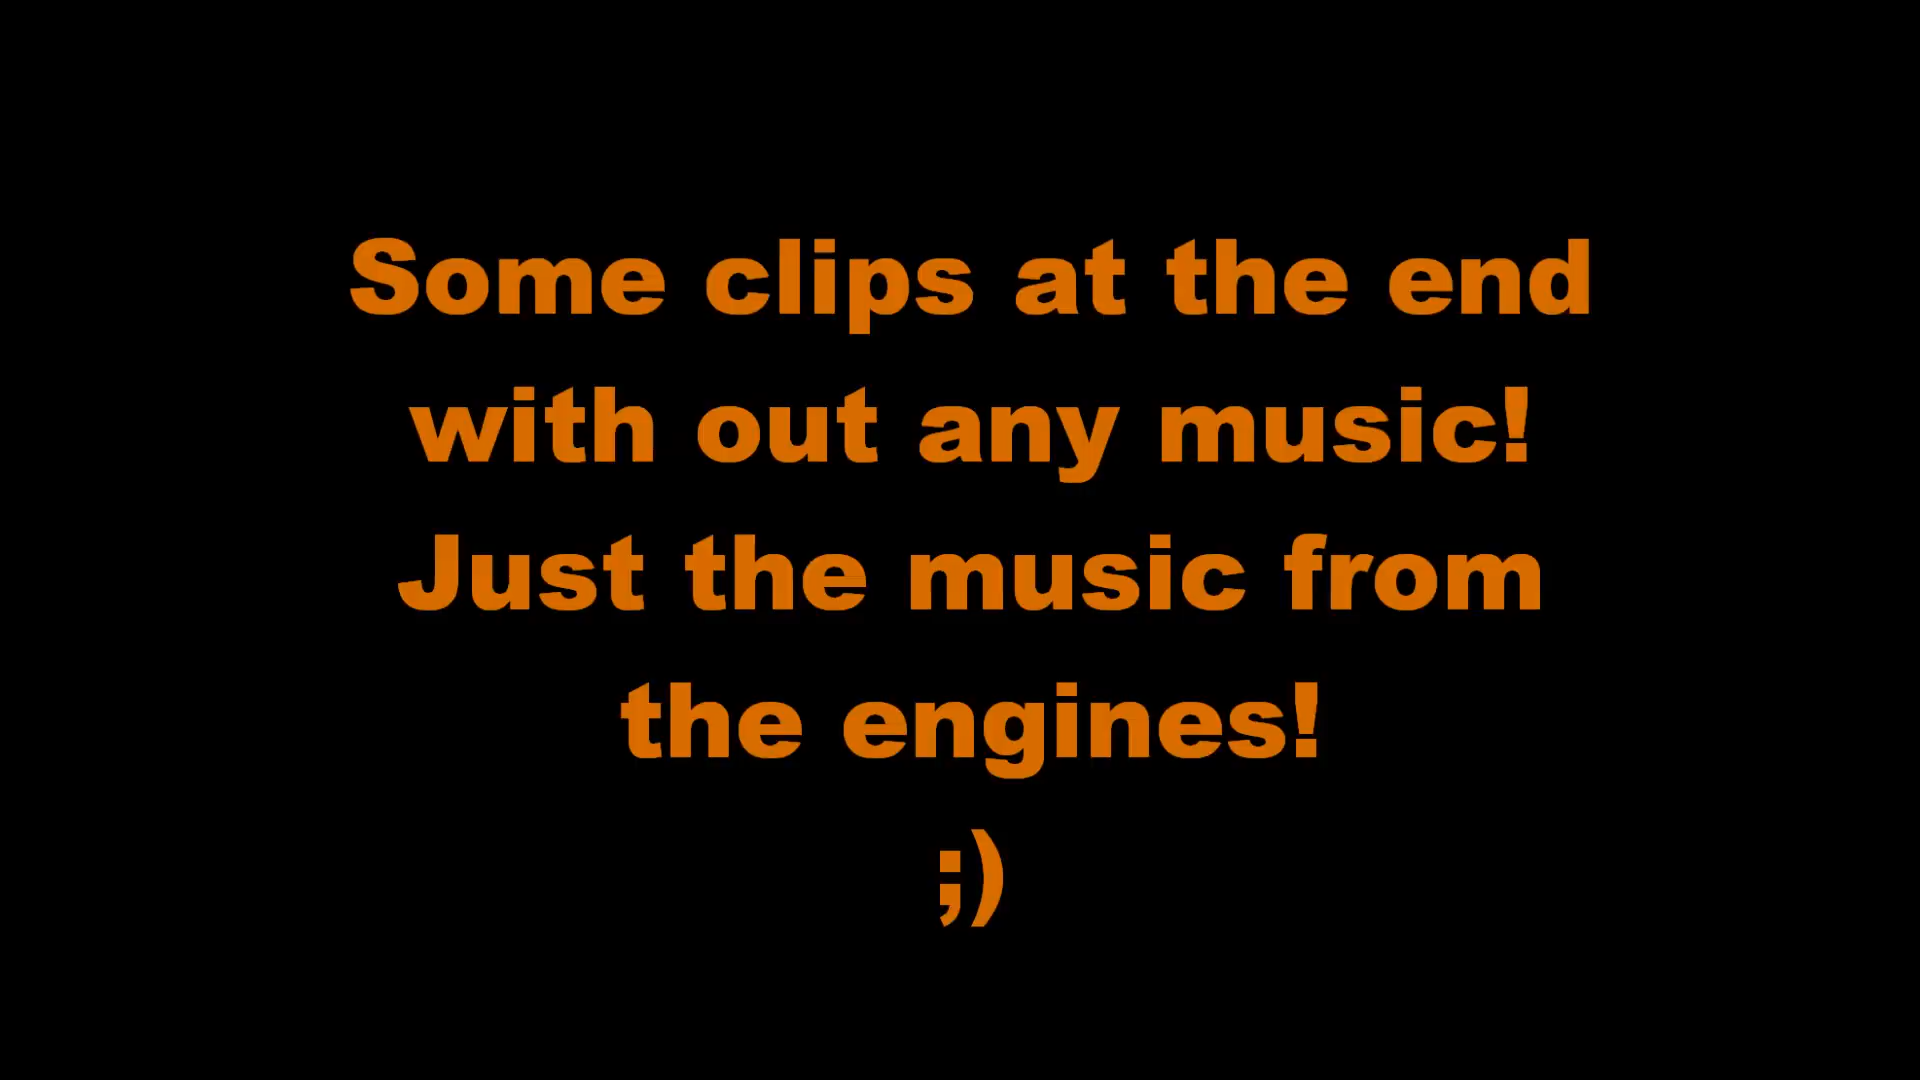 Some clips at the end
with out any music!
Just the music from
the engines!
;)